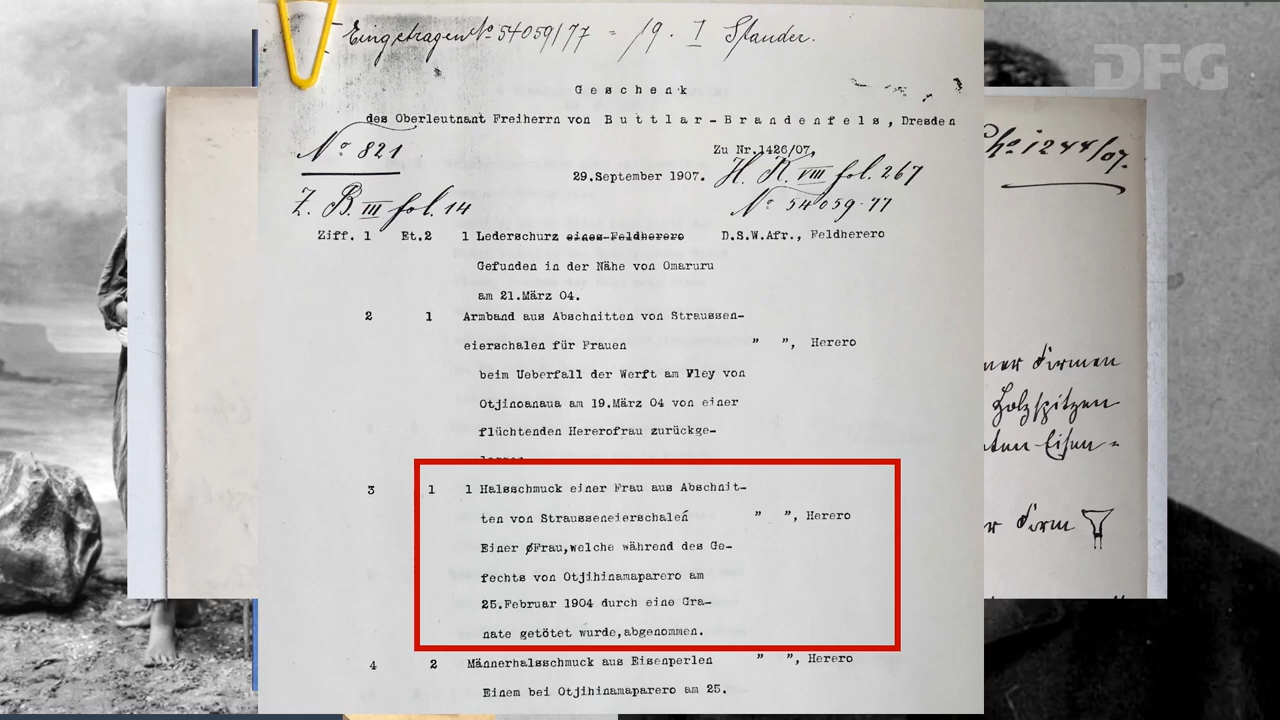 Eingetragen No 54059/77 = 19. I Stauder.
Geschenk
des Oberleutnant Freiherrn von Buttlar-Brandenfels, Dresden
No 821
Zu Nr.1426/07,
29.September 1907. H. K. VIII fol. 267
Z. B. III fol. 14
No 54059-77
Ziff. 1 Et.2 1 Lederschurz eines Feldherero D.S.W.Afr., Feldherero
Gefunden in der Nähe von Omaruru
am 21.März 04.
2 1 Armband aus Abschnitten von Straussen-
eierschalen für Frauen " ", Herero
beim Ueberfall der Werft am Vley von
Otjinoanaua am 19.März 04 von einer
flüchtenden Hererofrau zurückge-
3 1 1 Halsschmuck einer Frau aus Abschnit-
ten von Strausseneierschalen " ", Herero
Einer Frau,welche während des Ge-
fechts von Otjihinamaparero am
25.Februar 1904 durch eine Gra-
nate getötet wurde,abgenommen.
4 2 Männerhalsschmuck aus Eisenperlen " ", Herero
Einem bei Otjihinamaparero am 25.
DFG
1244/07.
Firmen
Holzspitzen